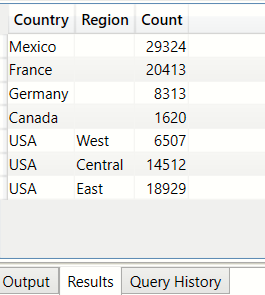 Country Region Count
Mexico 29324
France 20413
Germany 8313
Canada 1620
USA West 6507
USA Central 14512
USA East 18929
Output Results Query History